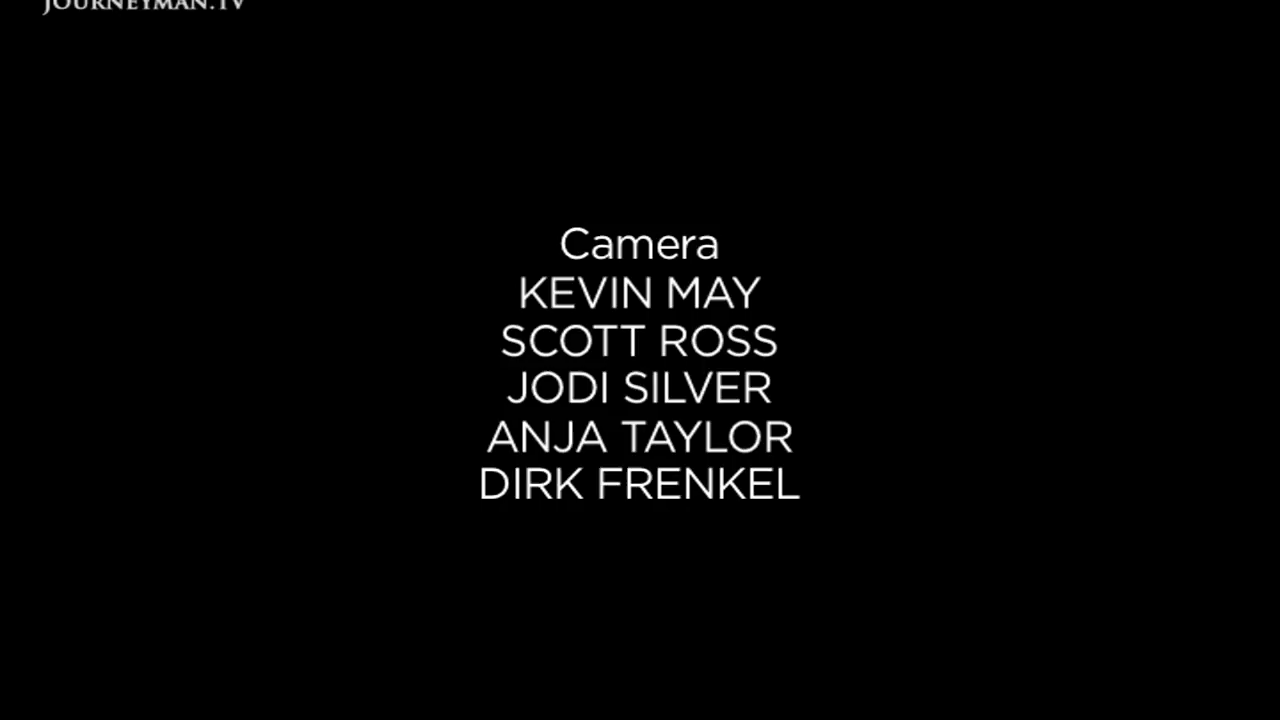 JOURNEYMAN.TV
Camera
KEVIN MAY
SCOTT ROSS
JODI SILVER
ANJA TAYLOR
DIRK FRENKEL